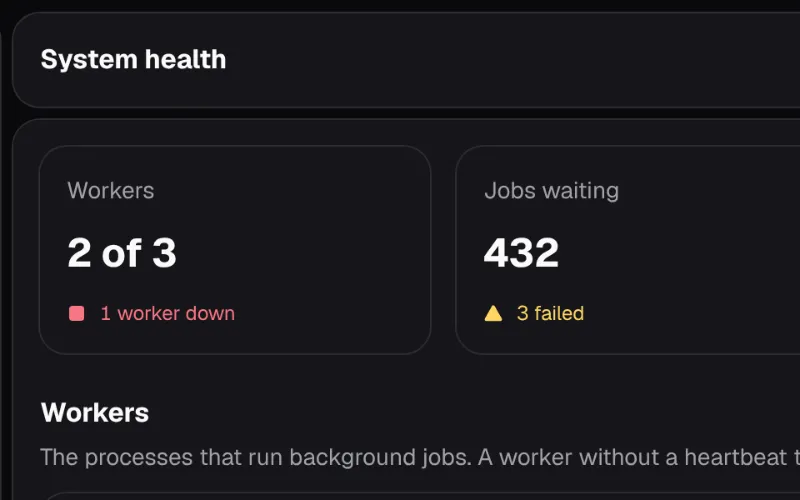 System health
Workers
2 of 3
1 worker down
Jobs waiting
432
3 failed
Workers
The processes that run background jobs. A worker without a heartbeat